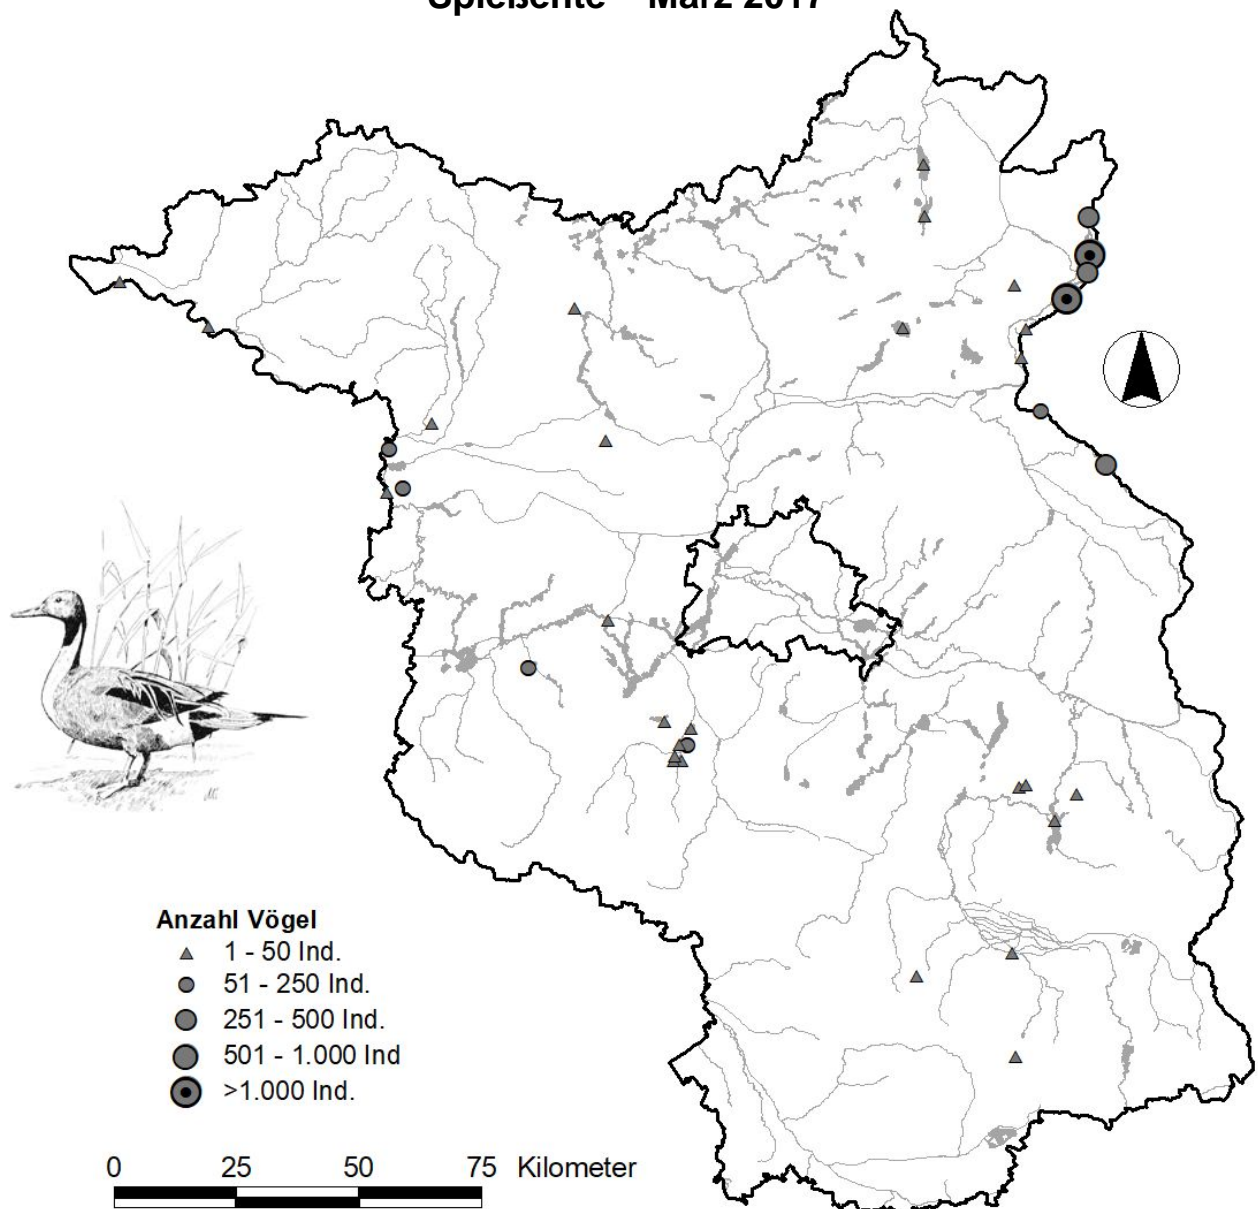 Spießente – März 2017
Anzahl Vögel
1 - 50 Ind.
51 - 250 Ind.
251 - 500 Ind.
501 - 1.000 Ind
>1.000 Ind.
0 25 50 75 Kilometer